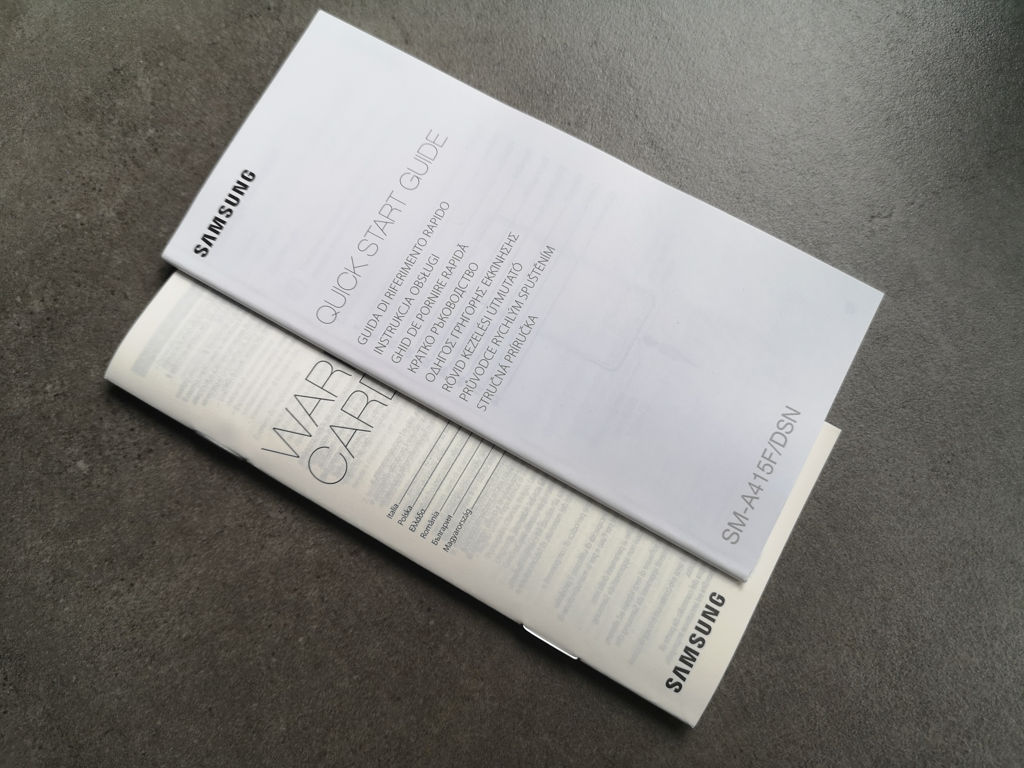 SAMSUNG
QUICK START GUIDE
GUIDA DI RIFERIMENTO RAPIDO
INSTRUKCJA OBSŁUGI
GHID DE PORNIRE RAPIDĂ
КРАТКО РЪКОВОДСТВО
ΟΔΗΓΟΣ ΓΡΗΓΟΡΗΣ ΕΚΚΙΝΗΣΗΣ
RÖVID KEZELÉSI ÚTMUTATÓ
PRŮVODCE RYCHLÝM SPUŠTĚNÍM
STRUČNÁ PRÍRUČKA
SM-A415F/DSN
WAR
CARD
Italia
Polska
Ελλάδα
România
България
Magyarország
SAMSUNG